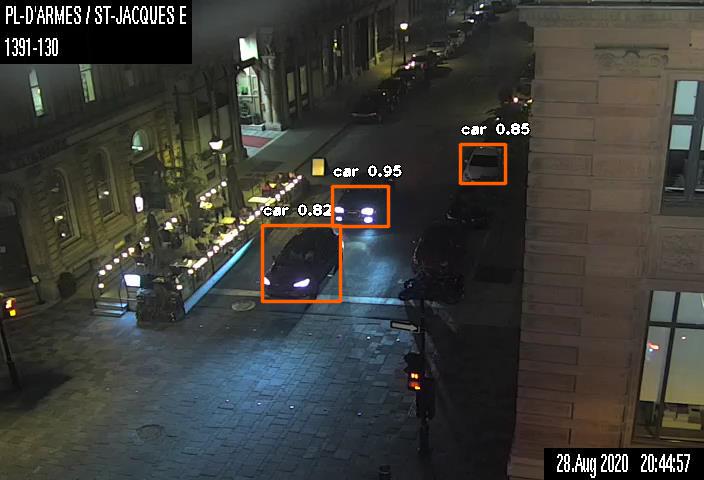 PL-D'ARMES / ST-JACQUES E
1391-130
car 0.85
car 0.95
car 0.82
28.Aug 2020 20:44:57